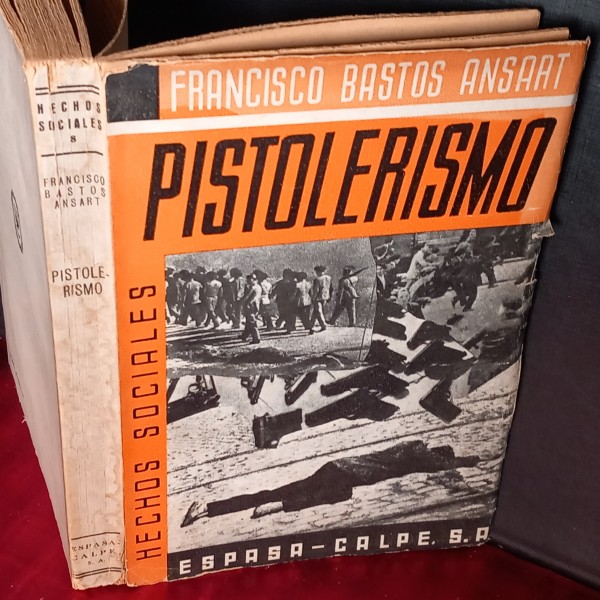 HECHOS
SOCIALES
8
FRANCISCO
BASTOS
ANSART
PISTOLE-
RISMO
ESPASA-
CALPE,
S.A.
FRANCISCO BASTOS ANSART
PISTOLERISMO
HECHOS SOCIALES
ESPASA-CALPE, S.A.